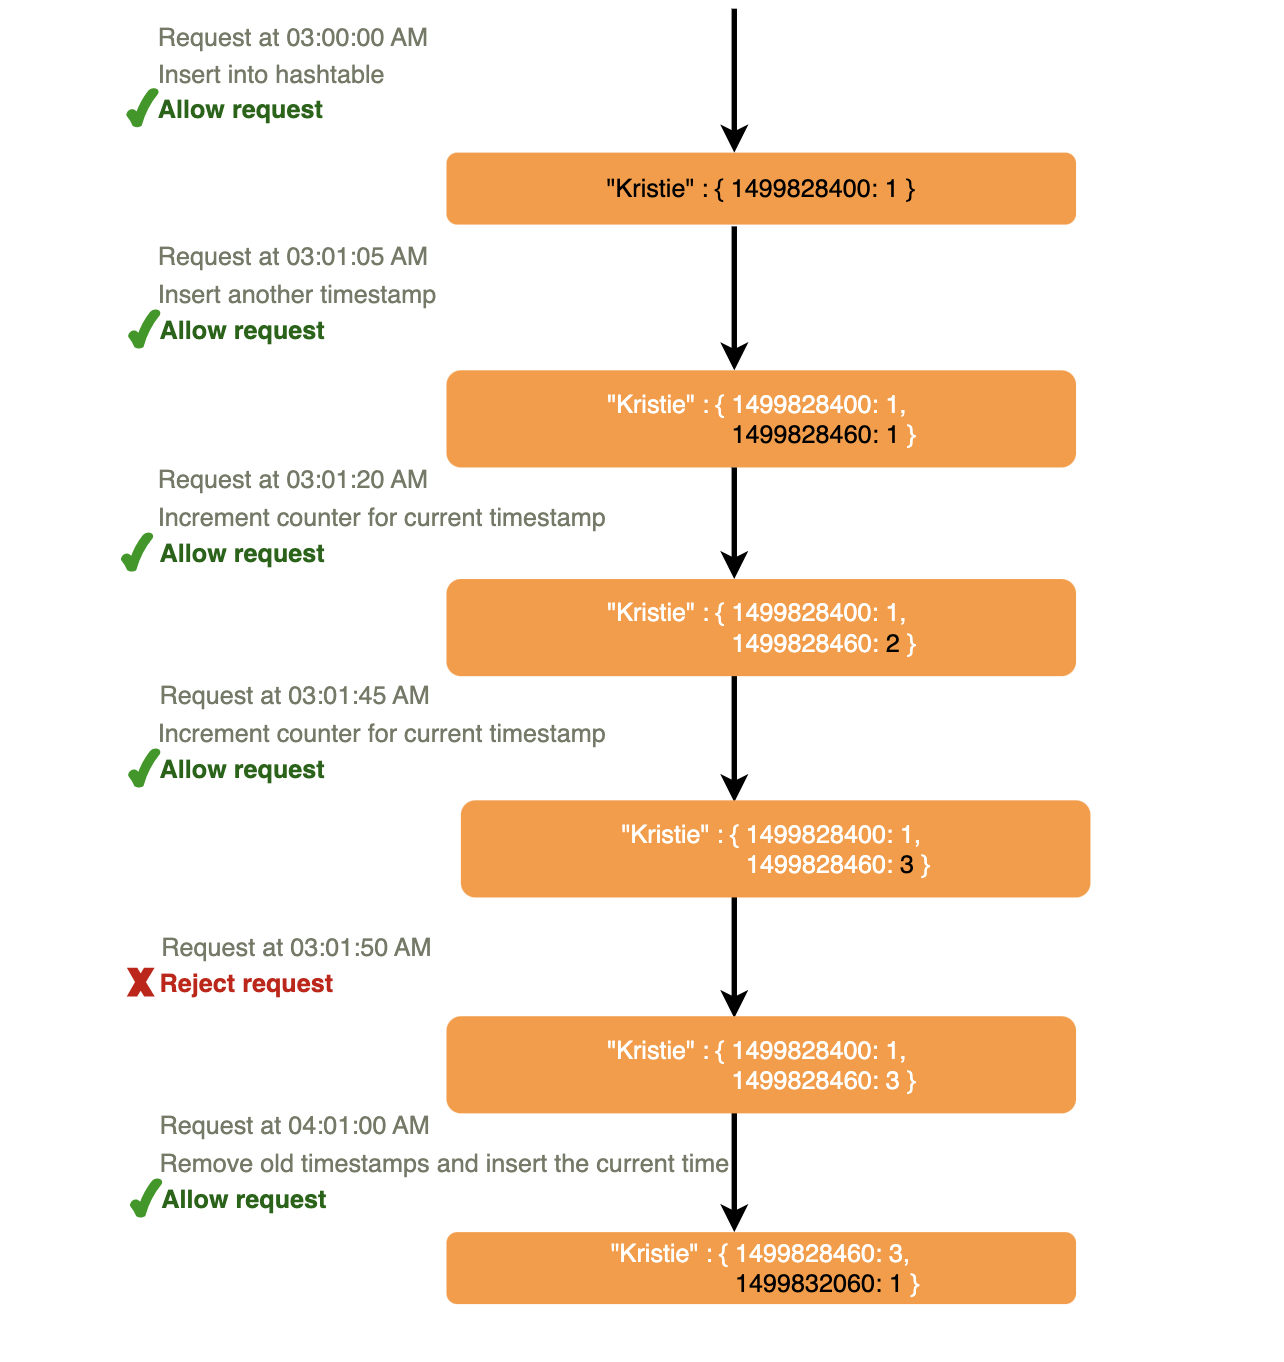 Request at 03:00:00 AM
Insert into hashtable
Allow request
"Kristie" : { 1499828400: 1 }
Request at 03:01:05 AM
Insert another timestamp
Allow request
"Kristie" : { 1499828400: 1,
1499828460: 1 }
Request at 03:01:20 AM
Increment counter for current timestamp
Allow request
"Kristie" : { 1499828400: 1,
1499828460: 2 }
Request at 03:01:45 AM
Increment counter for current timestamp
Allow request
"Kristie" : { 1499828400: 1,
1499828460: 3 }
Request at 03:01:50 AM
X Reject request
"Kristie" : { 1499828400: 1,
1499828460: 3 }
Request at 04:01:00 AM
Remove old timestamps and insert the current time
Allow request
"Kristie" : { 1499828460: 3,
1499832060: 1 }